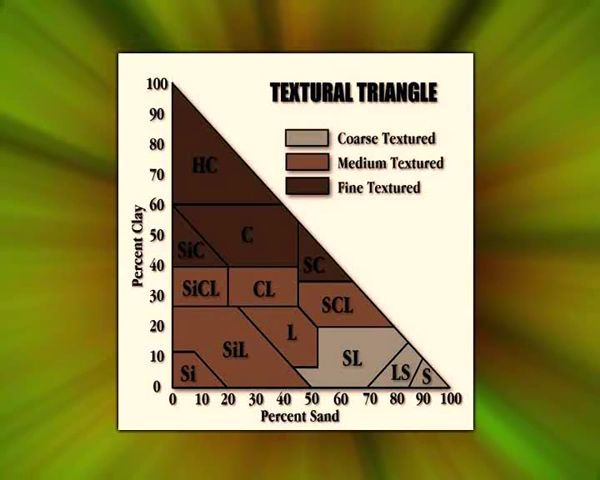 TEXTURAL TRIANGLE
Coarse Textured
Medium Textured
Fine Textured
Percent Clay
100
90
80
70
60
50
40
30
20
10
0
HC
C
SiC
SC
SiCL
CL
SCL
L
SiL
SL
Si
LS
S
0 10 20 30 40 50 60 70 80 90 100
Percent Sand